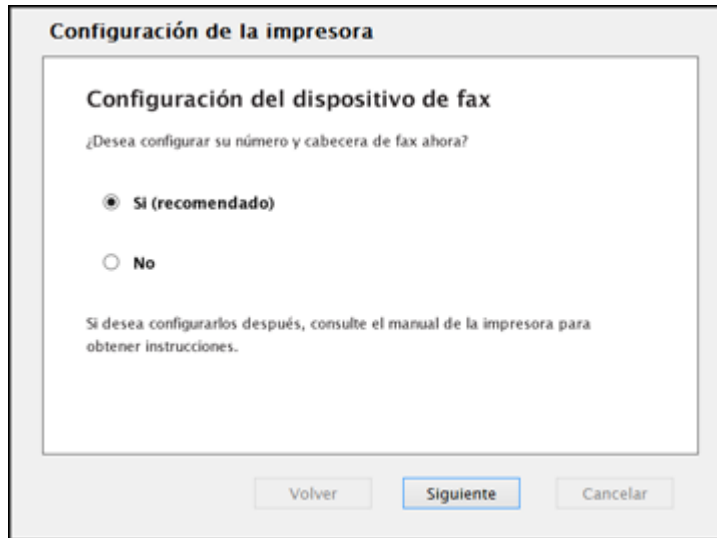 Configuración de la impresora
Configuración del dispositivo de fax
¿Desea configurar su número y cabecera de fax ahora?
Si (recomendado)
No
Si desea configurarlos después, consulte el manual de la impresora para
obtener instrucciones.
Volver
Siguiente
Cancelar